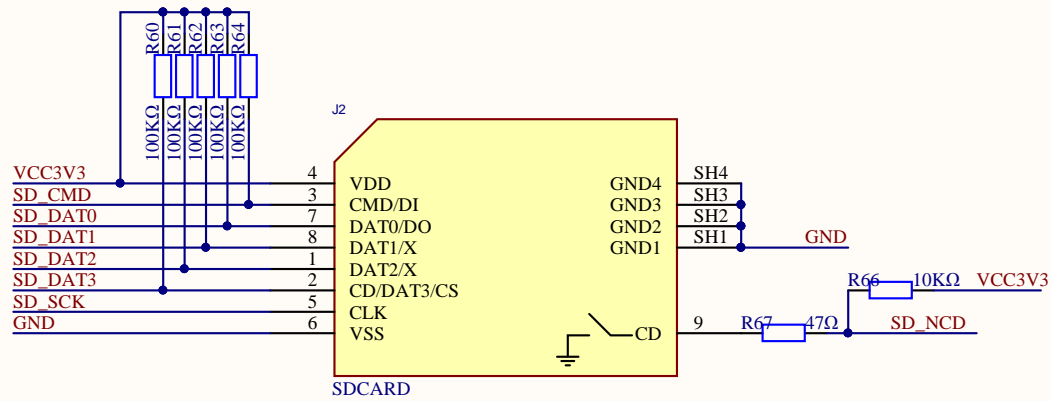 R60
R61
R62
R63
R64
100KΩ
100KΩ
100KΩ
100KΩ
100KΩ
J2
VCC3V3 4 VDD GND4 SH4
SD_CMD 3 CMD/DI GND3 SH3
SD_DAT0 7 DAT0/DO GND2 SH2
SD_DAT1 8 DAT1/X GND1 SH1 GND
SD_DAT2 1 DAT2/X
SD_DAT3 2 CD/DAT3/CS R66 10KΩ VCC3V3
SD_SCK 5 CLK
GND 6 VSS CD 9 R67 47Ω SD_NCD
SDCARD